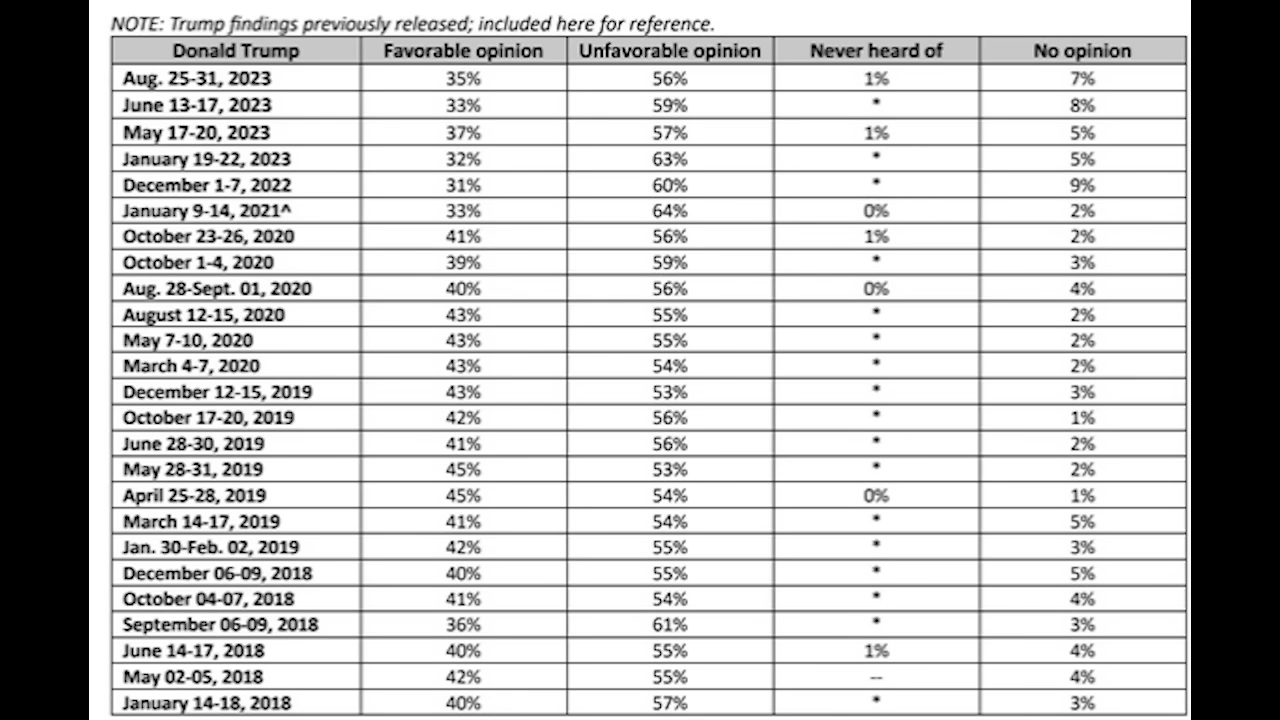 NOTE: Trump findings previously released; included here for reference.
Donald Trump Favorable opinion Unfavorable opinion Never heard of No opinion
Aug. 25-31, 2023 35% 56% 1% 7%
June 13-17, 2023 33% 59% * 8%
May 17-20, 2023 37% 57% 1% 5%
January 19-22, 2023 32% 63% * 5%
December 1-7, 2022 31% 60% * 9%
January 9-14, 2021^ 33% 64% 0% 2%
October 23-26, 2020 41% 56% 1% 2%
October 1-4, 2020 39% 59% * 3%
Aug. 28-Sept. 01, 2020 40% 56% 0% 4%
August 12-15, 2020 43% 55% * 2%
May 7-10, 2020 43% 55% * 2%
March 4-7, 2020 43% 54% * 2%
December 12-15, 2019 43% 53% * 3%
October 17-20, 2019 42% 56% * 1%
June 28-30, 2019 41% 56% * 2%
May 28-31, 2019 45% 53% * 2%
April 25-28, 2019 45% 54% 0% 1%
March 14-17, 2019 41% 54% * 5%
Jan. 30-Feb. 02, 2019 42% 55% * 3%
December 06-09, 2018 40% 55% * 5%
October 04-07, 2018 41% 54% * 4%
September 06-09, 2018 36% 61% * 3%
June 14-17, 2018 40% 55% 1% 4%
May 02-05, 2018 42% 55% -- 4%
January 14-18, 2018 40% 57% * 3%